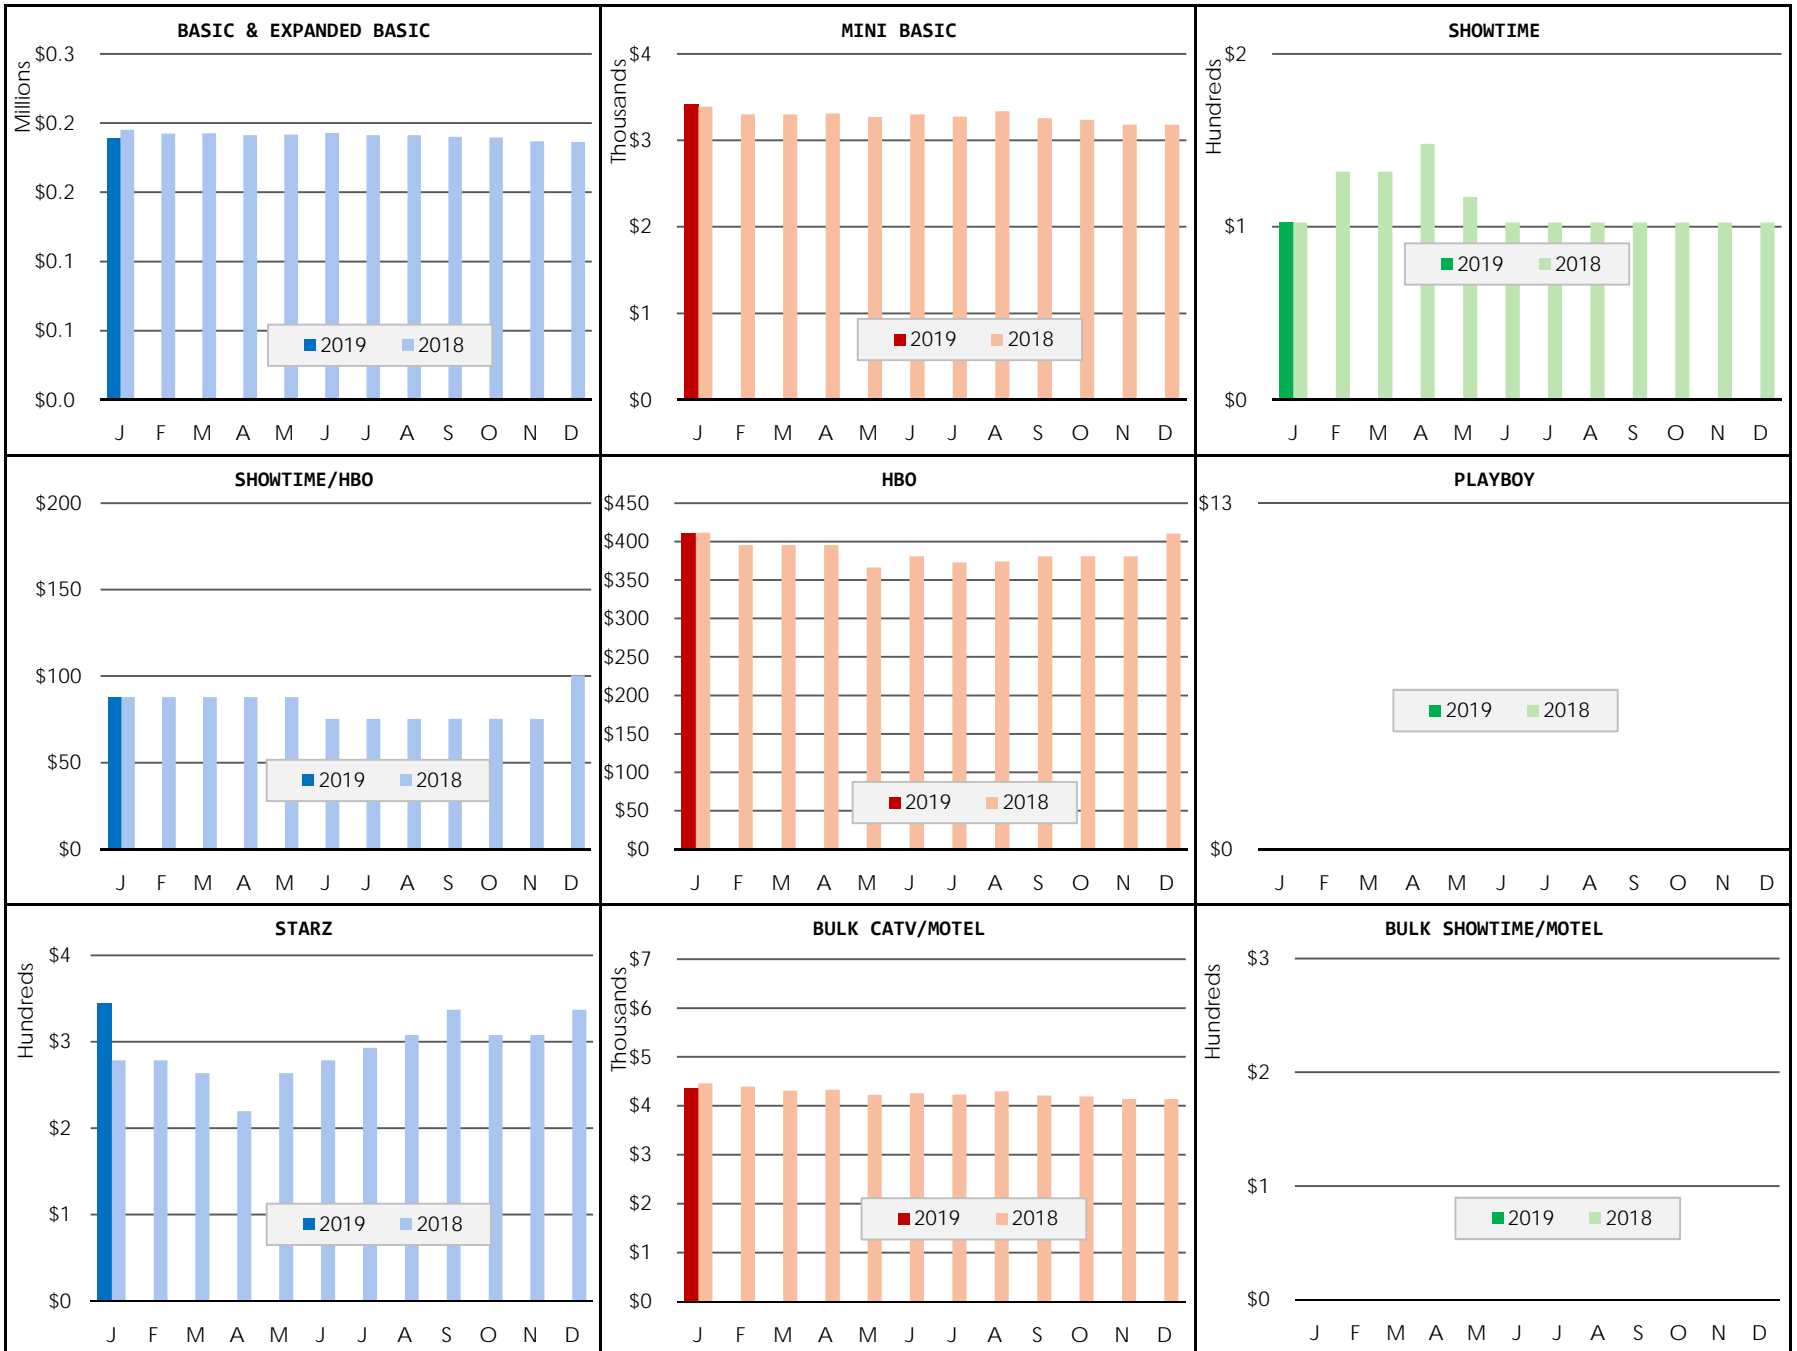 BASIC & EXPANDED BASIC
Millions
$0.3
$0.2
$0.2
$0.1
$0.1
$0.0
2019 2018
J F M A M J J A S O N D
MINI BASIC
Thousands
$4
$3
$2
$1
$0
2019 2018
J F M A M J J A S O N D
SHOWTIME
Hundreds
$2
$1
$0
2019 2018
J F M A M J J A S O N D
SHOWTIME/HBO
$200
$150
$100
$50
$0
2019 2018
J F M A M J J A S O N D
HBO
$450
$400
$350
$300
$250
$200
$150
$100
$50
$0
2019 2018
J F M A M J J A S O N D
PLAYBOY
$13
$0
2019 2018
J F M A M J J A S O N D
STARZ
Hundreds
$4
$3
$2
$1
$0
2019 2018
J F M A M J J A S O N D
BULK CATV/MOTEL
Thousands
$7
$6
$5
$4
$3
$2
$1
$0
2019 2018
J F M A M J J A S O N D
BULK SHOWTIME/MOTEL
Hundreds
$3
$2
$1
$0
2019 2018
J F M A M J J A S O N D